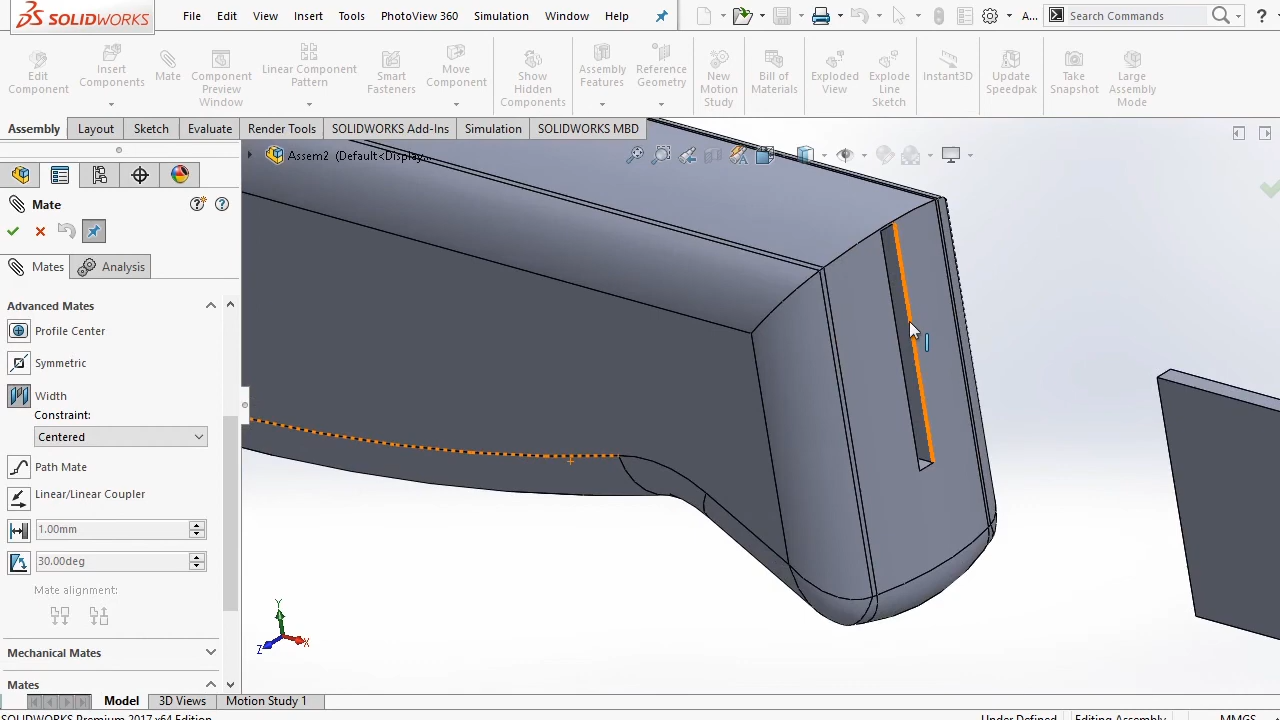 SOLIDWORKS File Edit View Insert Tools PhotoView 360 Simulation Window Help A... Search Commands ?
Edit Component
Insert Components
Mate
Component Preview Window
Linear Component Pattern
Smart Fasteners
Move Component
Show Hidden Components
Assembly Features
Reference Geometry
New Motion Study
Bill of Materials
Exploded View
Explode Line Sketch
Instant3D
Update Speedpak
Take Snapshot
Large Assembly Mode
Assembly Layout Sketch Evaluate Render Tools SOLIDWORKS Add-Ins Simulation SOLIDWORKS MBD
Assem2 (Default<Display...
Mate
Mates Analysis
Advanced Mates
Profile Center
Symmetric
Width
Constraint:
Centered
Path Mate
Linear/Linear Coupler
1.00mm
30.00deg
Mate alignment:
Mechanical Mates
Mates
Y
Z X
Model 3D Views Motion Study 1
SOLIDWORKS Premium 2017 x64 Edition Under Defined Editing Assembly MMGS